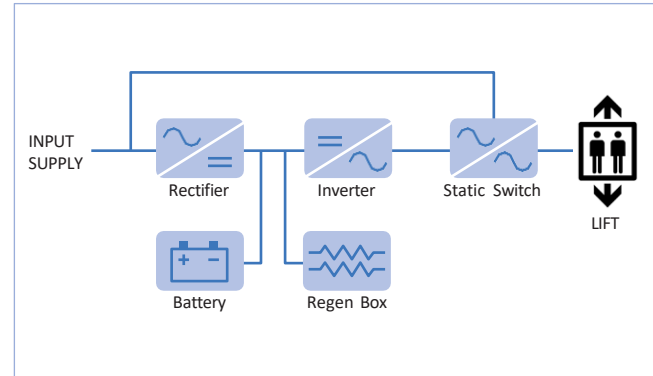 INPUT
SUPPLY
Rectifier
Inverter
Static Switch
LIFT
Battery
Regen Box